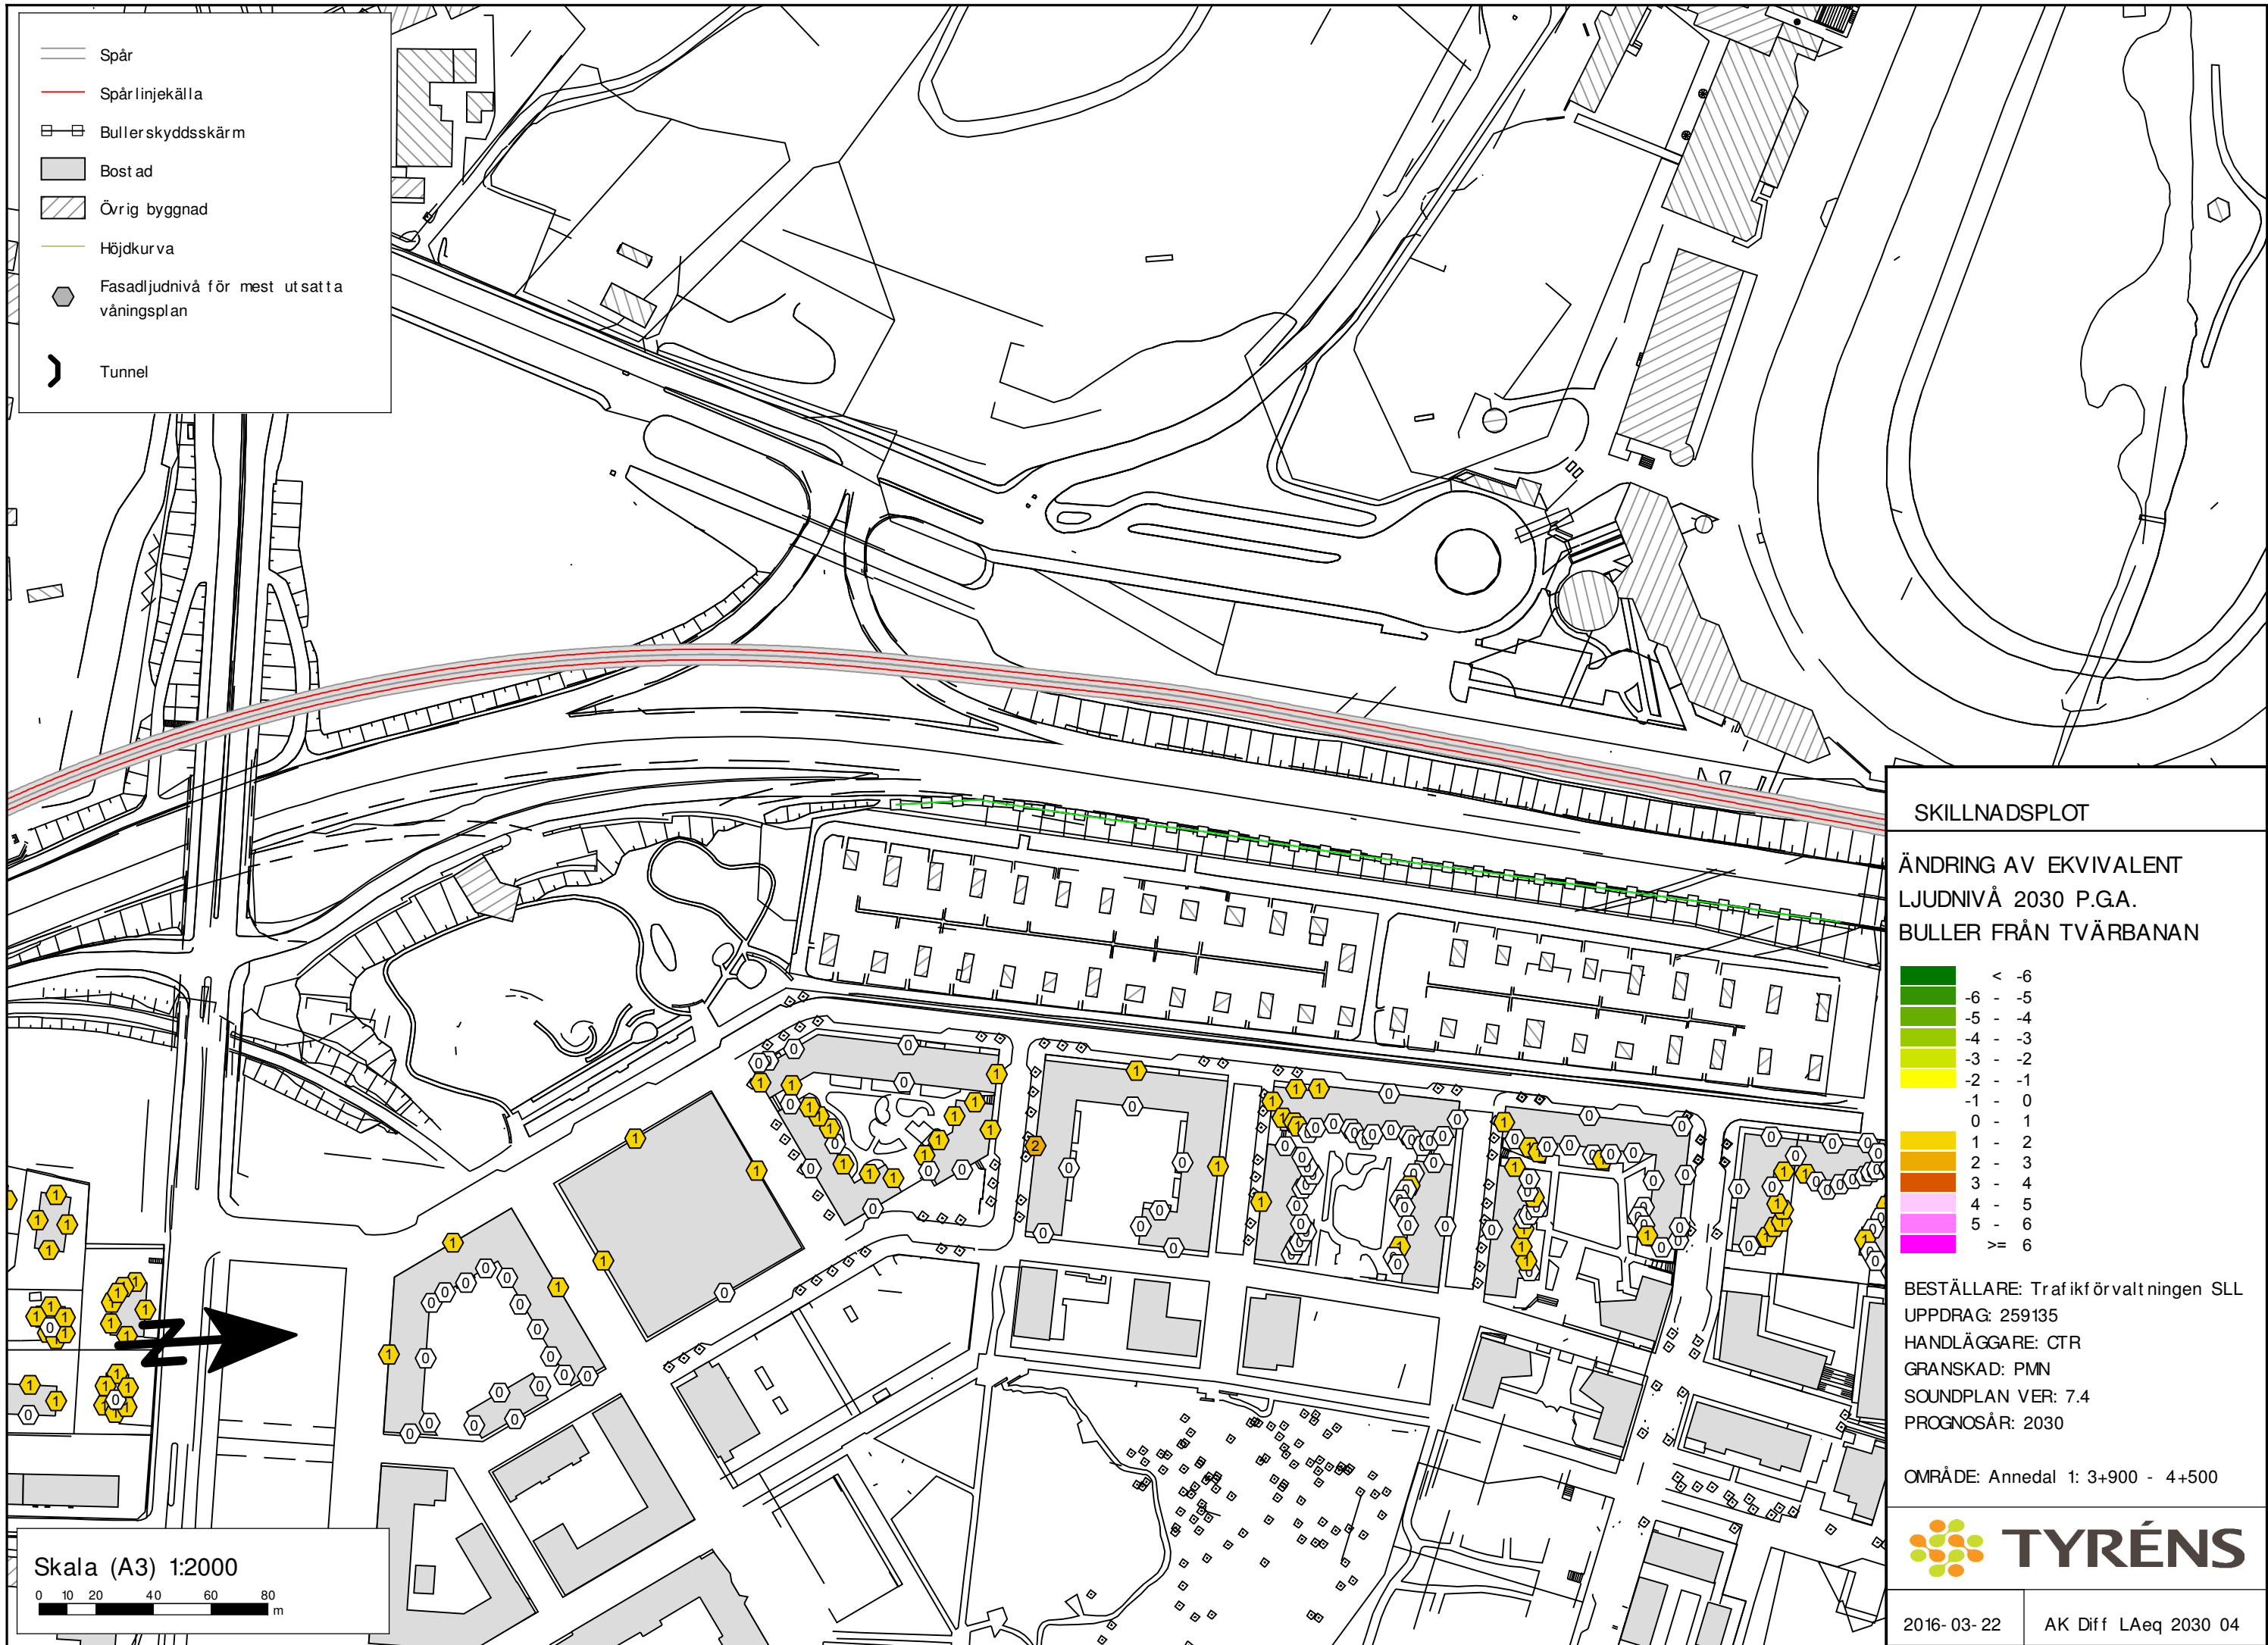 Spår
Spårlinjekälla
Bullerskyddsskärm
Bostad
Övrig byggnad
Höjdkurva
Fasadljudnivå för mest utsatta
våningsplan
Tunnel
SKILLNADSPLOT
ÄNDRING AV EKVIVALENT
LJUDNIVÅ 2030 P.G.A.
BULLER FRÅN TVÄRBANAN
< -6
-6 - -5
-5 - -4
-4 - -3
-3 - -2
-2 - -1
-1 - 0
0 - 1
1 - 2
2 - 3
3 - 4
4 - 5
5 - 6
>= 6
BESTÄLLARE: Trafikförvaltningen SLL
UPPDRAG: 259135
HANDLÄGGARE: CTR
GRANSKAD: PMN
SOUNDPLAN VER: 7.4
PROGNOSÅR: 2030
OMRÅDE: Annedal 1: 3+900 - 4+500
TYRÉNS
2016-03-22
AK Diff LAeq 2030 04
Skala (A3) 1:2000
0 10 20 40 60 80
m